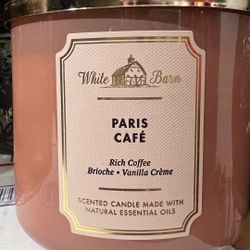 White Barn
PARIS
CAFÉ
Rich Coffee
Brioche • Vanilla Crème
SCENTED CANDLE MADE WITH
NATURAL ESSENTIAL OILS